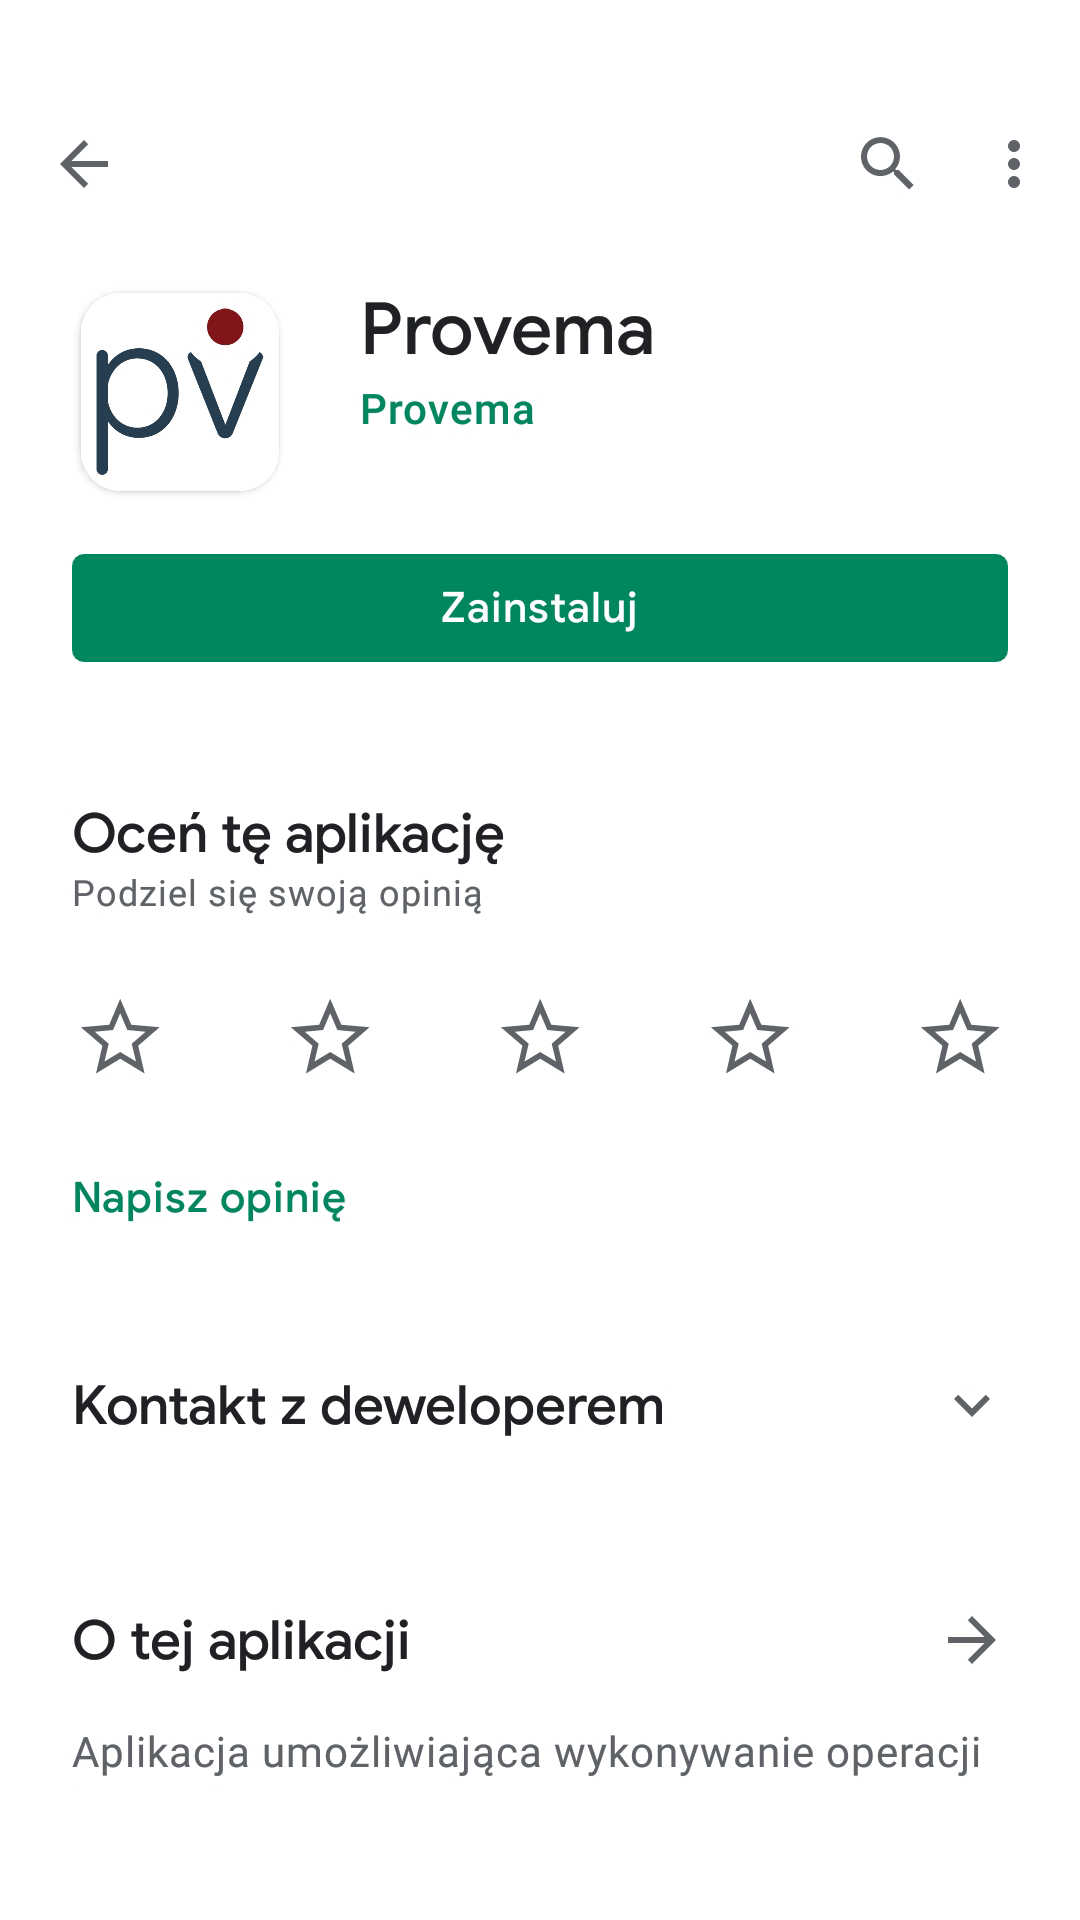 pv
Provema
Provema
Zainstaluj
Oceń tę aplikację
Podziel się swoją opinią
Napisz opinię
Kontakt z deweloperem
O tej aplikacji
Aplikacja umożliwiająca wykonywanie operacji